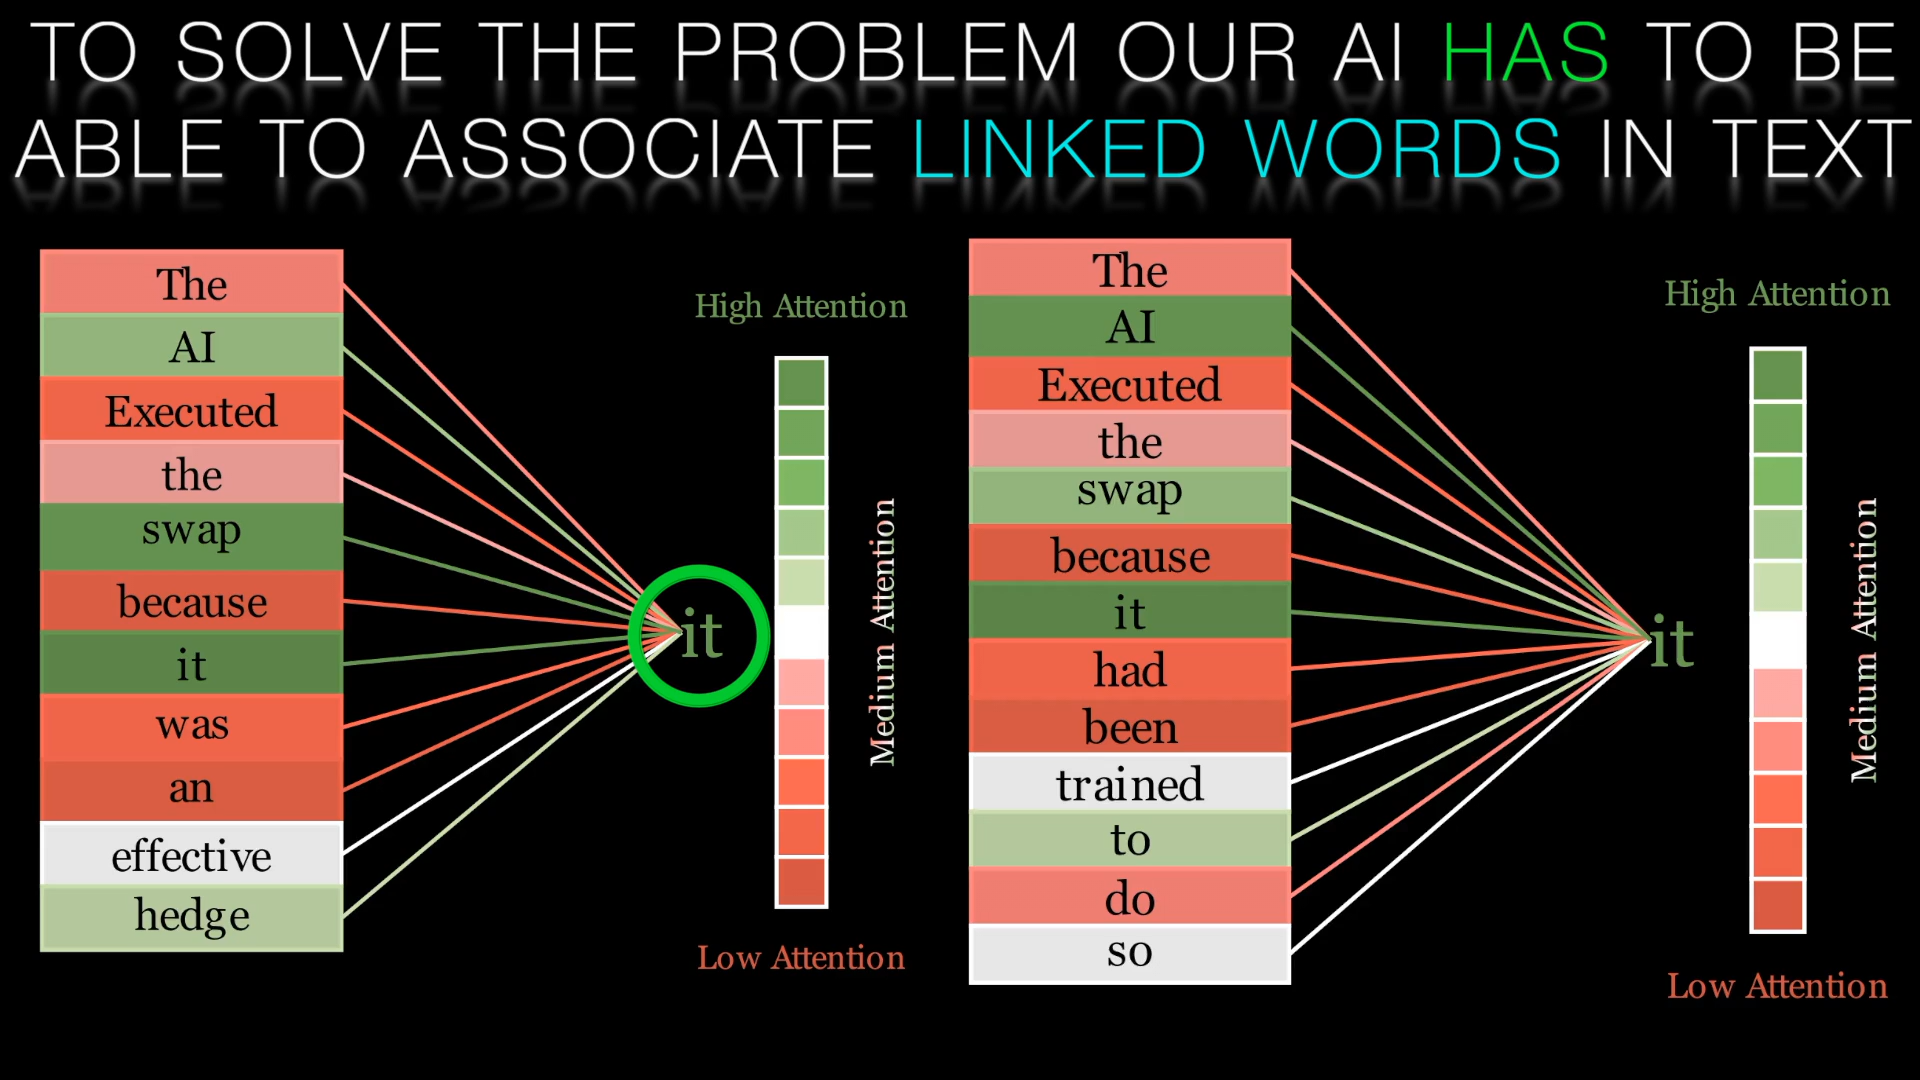 TO SOLVE THE PROBLEM OUR AI HAS TO BE
ABLE TO ASSOCIATE LINKED WORDS IN TEXT
The
AI
Executed
the
swap
because
it
was
an
effective
hedge
it
High Attention
Medium Attention
Low Attention
The
AI
Executed
the
swap
because
it
had
been
trained
to
do
so
it
High Attention
Medium Attention
Low Attention